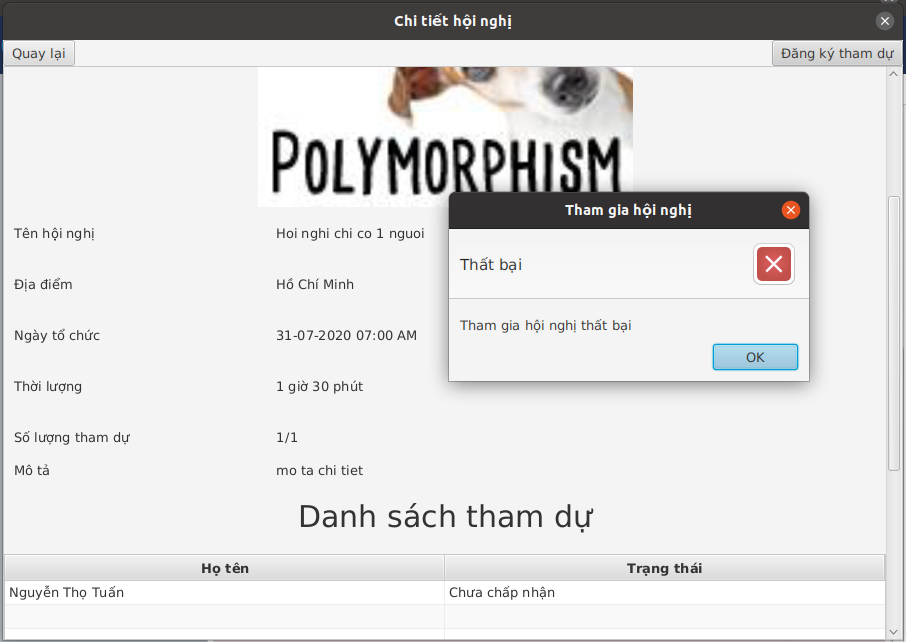 Chi tiết hội nghị
Quay lại
Đăng ký tham dự
POLYMORPHISM
Tên hội nghị
Hoi nghi chi co 1 nguoi
Địa điểm
Hồ Chí Minh
Ngày tổ chức
31-07-2020 07:00 AM
Thời lượng
1 giờ 30 phút
Số lượng tham dự
1/1
Mô tả
mo ta chi tiet
Tham gia hội nghị
Thất bại
Tham gia hội nghị thất bại
OK
Danh sách tham dự
Họ tên
Trạng thái
Nguyễn Thọ Tuấn
Chưa chấp nhận